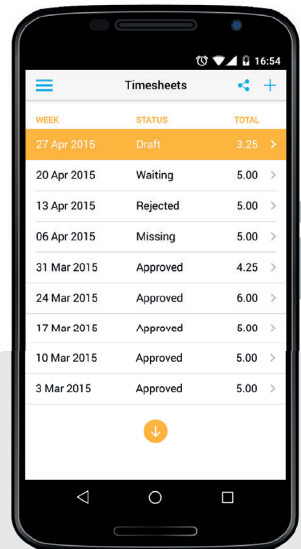 16:54
Timesheets
WEEK STATUS TOTAL
27 Apr 2015 Draft 3.25
20 Apr 2015 Waiting 5.00
13 Apr 2015 Rejected 5.00
06 Apr 2015 Missing 5.00
31 Mar 2015 Approved 4.25
24 Mar 2015 Approved 6.00
17 Mar 2015 Approved 5.00
10 Mar 2015 Approved 5.00
3 Mar 2015 Approved 5.00